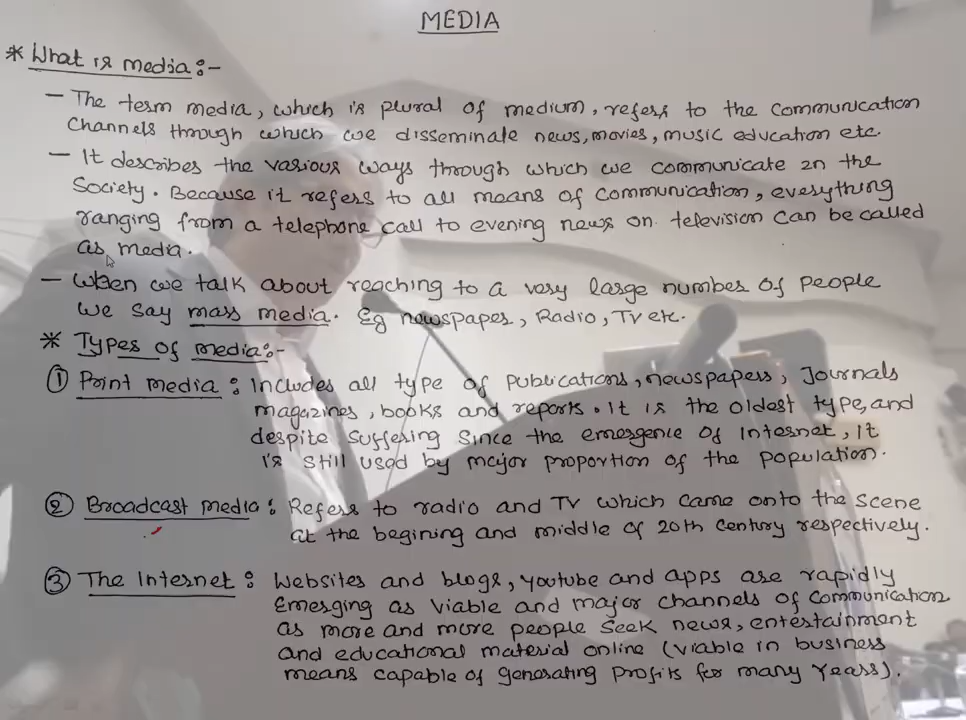 MEDIA
* What is media:-
- The term media, which is plural of medium, refers to the communication
channels through which we disseminate news, movies, music education etc.
- It describes the various ways through which we communicate in the
Society. Because it refers to all means of communication, everything
ranging from a telephone call to evening news on television can be called
as media.
- When we talk about reaching to a very large number of people
we say mass media. Eg newspaper, Radio, TV etc.
* Types of media:-
① Print media : Includes all type of publications, newspapers, Journals
magazines, books and reports. It is the oldest type, and
despite suffering since the emergence of Internet, It
is still used by major proportion of the population.
② Broadcast media : Refers to radio and TV which came onto the scene
at the begining and middle of 20th century respectively.
③ The Internet : Websites and blogs, youtube and apps are rapidly
Emerging as viable and major channels of communication
as more and more people seek news, entertainment
and educational material online (viable in business
means capable of generating profits for many years).